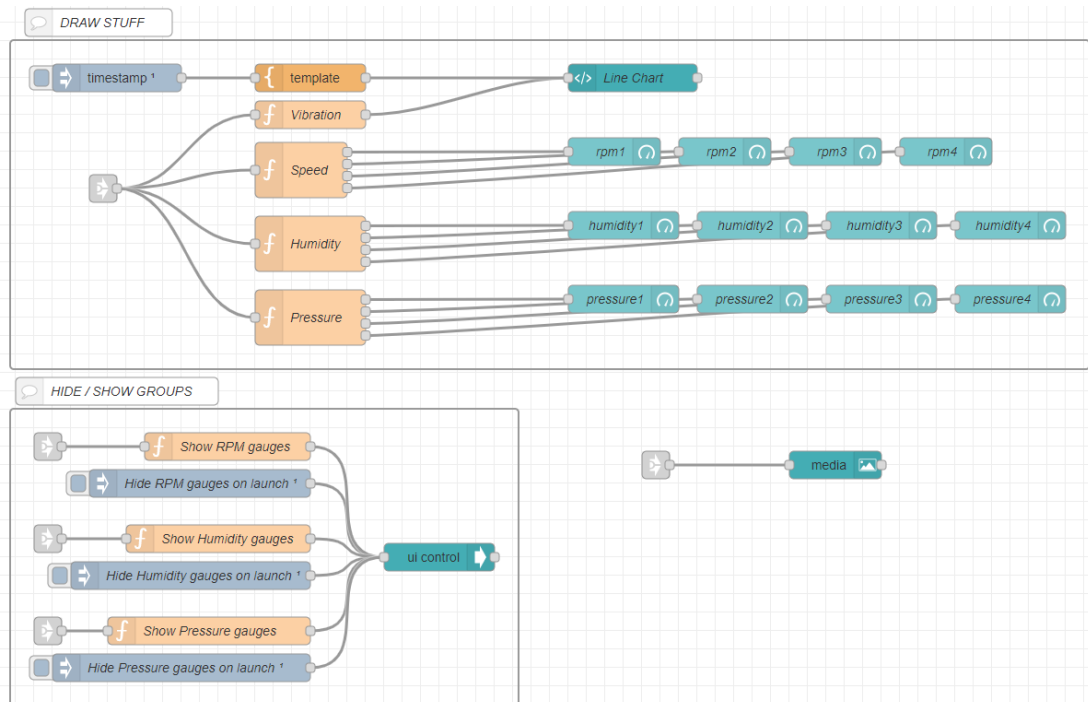 DRAW STUFF
timestamp ¹
template
Line Chart
Vibration
Speed
rpm1
rpm2
rpm3
rpm4
Humidity
humidity1
humidity2
humidity3
humidity4
Pressure
pressure1
pressure2
pressure3
pressure4
HIDE / SHOW GROUPS
Show RPM gauges
Hide RPM gauges on launch ¹
Show Humidity gauges
Hide Humidity gauges on launch ¹
Show Pressure gauges
Hide Pressure gauges on launch ¹
ui control
media